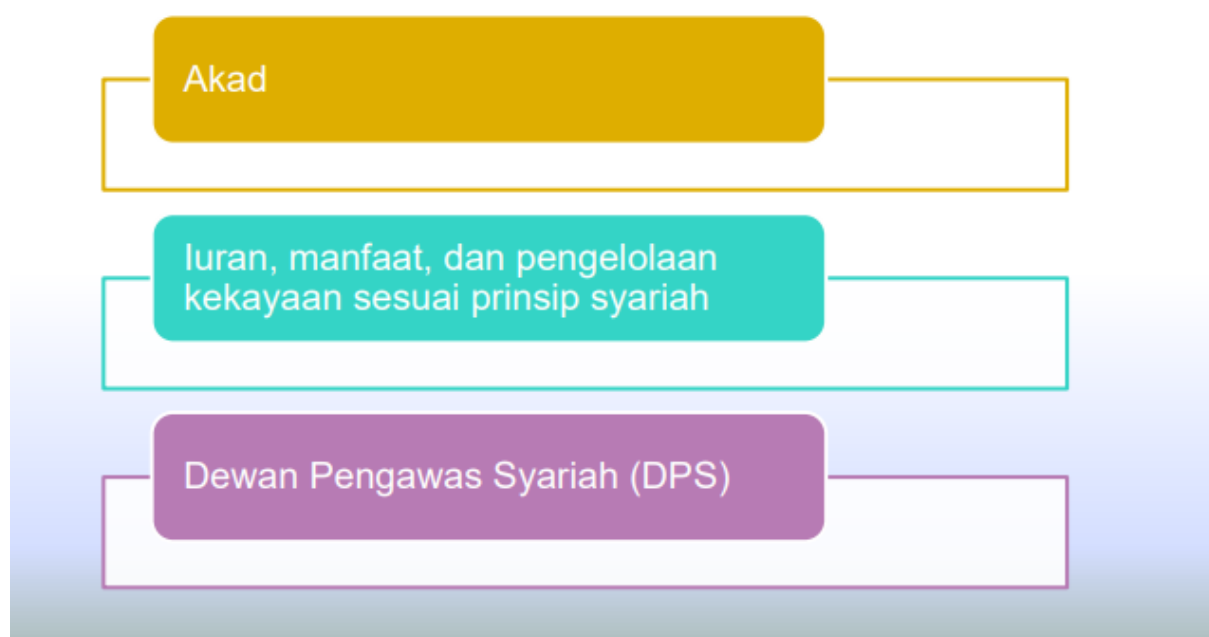 Akad
Iuran, manfaat, dan pengelolaan
kekayaan sesuai prinsip syariah
Dewan Pengawas Syariah (DPS)